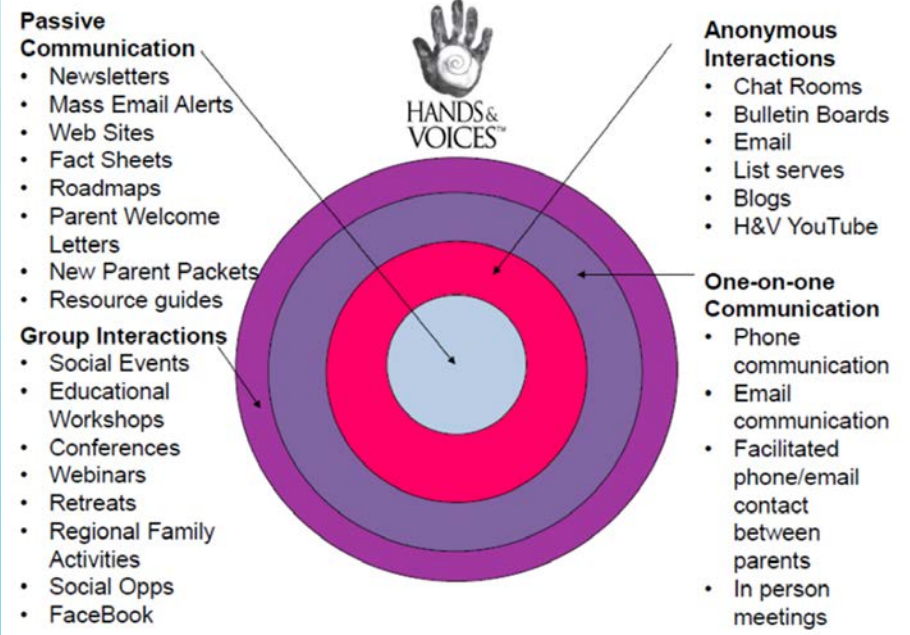 Passive
Communication
• Newsletters
• Mass Email Alerts
• Web Sites
• Fact Sheets
• Roadmaps
• Parent Welcome
Letters
• New Parent Packets
• Resource guides
Group Interactions
• Social Events
• Educational
Workshops
• Conferences
• Webinars
• Retreats
• Regional Family
Activities
• Social Opps
• FaceBook
HANDS &
VOICES™
Anonymous
Interactions
• Chat Rooms
• Bulletin Boards
• Email
• List serves
• Blogs
• H&V YouTube
One-on-one
Communication
• Phone
communication
• Email
communication
• Facilitated
phone/email
contact
between
parents
• In person
meetings